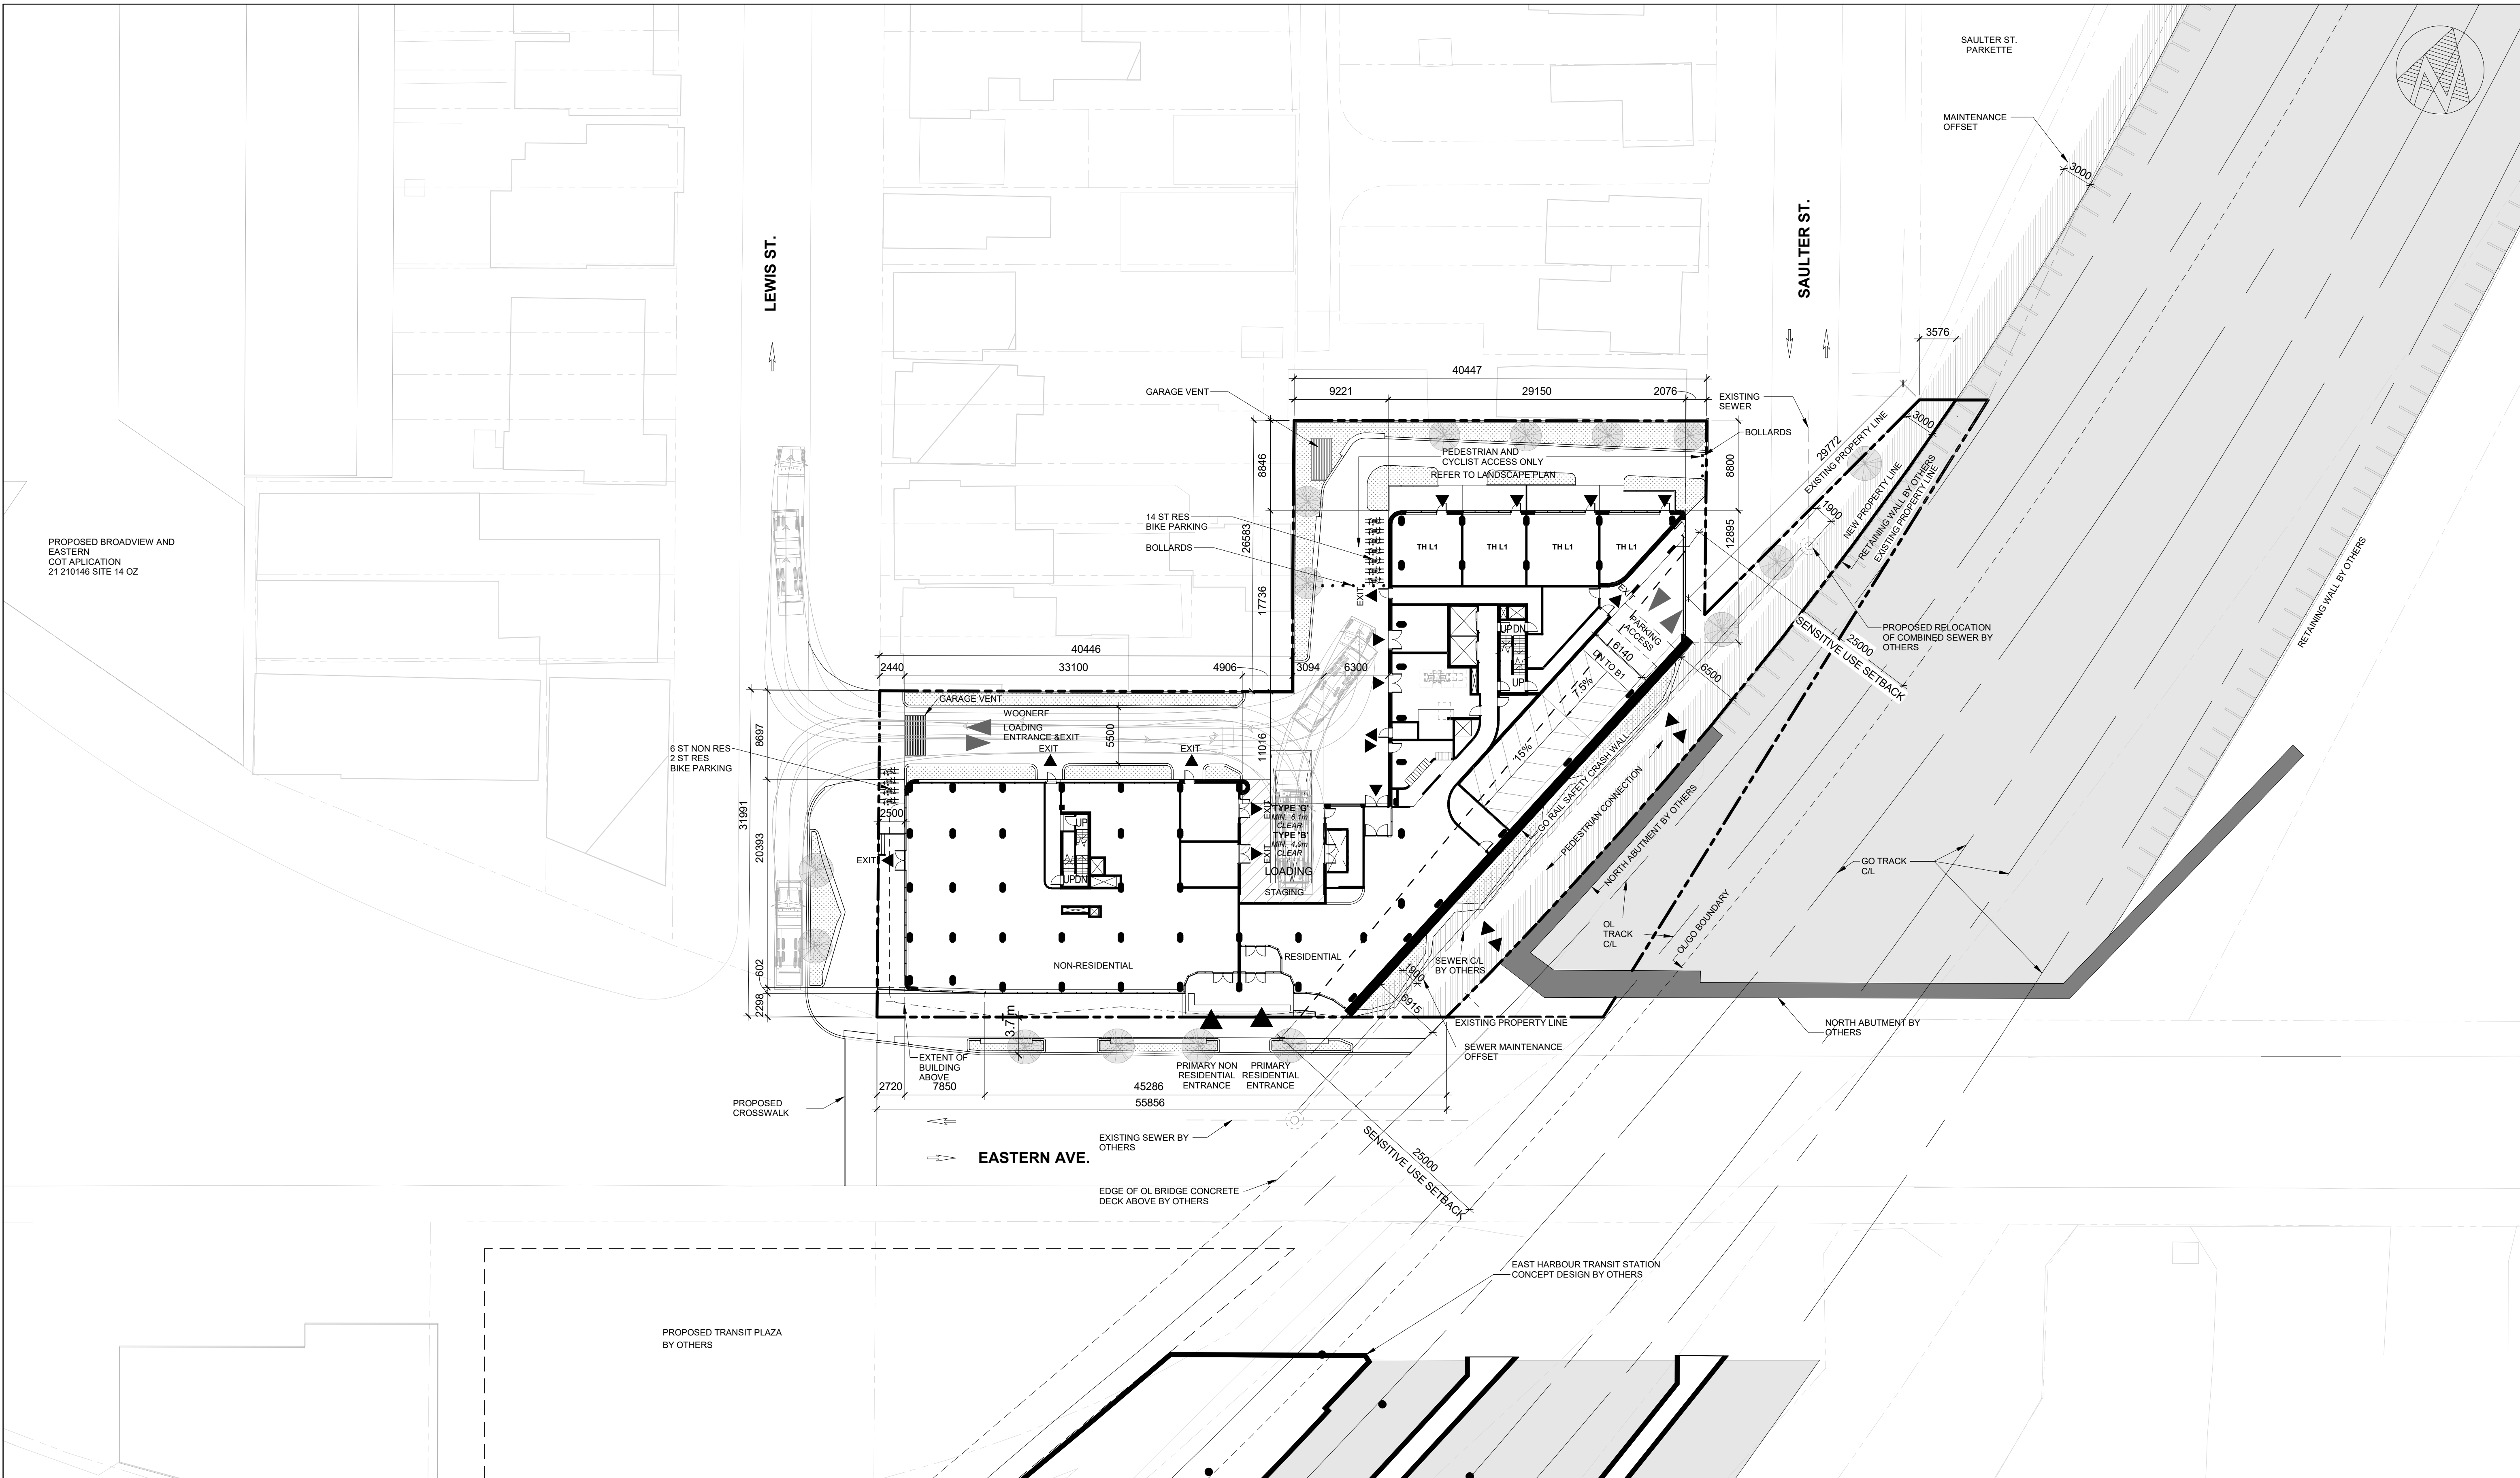 SAULTER ST.
PARKETTE
MAINTENANCE
OFFSET
3000
LEWIS ST.
SAULTER ST.
3576
40447
9221
29150
2076
GARAGE VENT
EXISTING
SEWER
BOLLARDS
29772
EXISTING PROPERTY LINE
3000
PEDESTRIAN AND
CYCLIST ACCESS ONLY
REFER TO LANDSCAPE PLAN
8846
8800
26583
14 ST RES
BIKE PARKING
BOLLARDS
1900
NEW PROPERTY LINE
RETAINING WALL BY OTHERS
EXISTING PROPERTY LINE
RETAINING WALL BY OTHERS
12895
TH L1
TH L1
TH L1
TH L1
PROPOSED BROADVIEW AND
EASTERN
COT APLICATION
21 210146 SITE 14 OZ
17736
EXIT
EXIT
PARKING
ACCESS
UP
DN
UP
6140
DN TO B1
7.5%
PROPOSED RELOCATION
OF COMBINED SEWER BY
OTHERS
25000
SENSITIVE USE SETBACK
6500
40446
2440
33100
4906
3094
6300
GARAGE VENT
WOONERF
LOADING
ENTRANCE &EXIT
5500
EXIT
EXIT
11016
8697
6 ST NON RES
2 ST RES
BIKE PARKING
15%
GO RAIL SAFETY CRASH WALL
PEDESTRIAN CONNECTION
NORTH ABUTMENT BY OTHERS
31991
20393
2500
EXIT
UP
UP
DN
EXIT
TYPE 'G'
MIN. 6.1m
CLEAR
TYPE 'B'
MIN. 4.0m
CLEAR
EXIT
LOADING
STAGING
GO TRACK
C/L
OL
TRACK
C/L
OL/GO BOUNDARY
NON-RESIDENTIAL
RESIDENTIAL
SEWER C/L
BY OTHERS
1900
6915
602
2298
3.77m
EXISTING PROPERTY LINE
NORTH ABUTMENT BY
OTHERS
SEWER MAINTENANCE
OFFSET
EXTENT OF
BUILDING
ABOVE
PRIMARY NON
RESIDENTIAL
ENTRANCE
PRIMARY
RESIDENTIAL
ENTRANCE
2720
7850
45286
55856
PROPOSED
CROSSWALK
EXISTING SEWER BY
OTHERS
EASTERN AVE.
25000
SENSITIVE USE SETBACK
EDGE OF OL BRIDGE CONCRETE
DECK ABOVE BY OTHERS
EAST HARBOUR TRANSIT STATION
CONCEPT DESIGN BY OTHERS
PROPOSED TRANSIT PLAZA
BY OTHERS